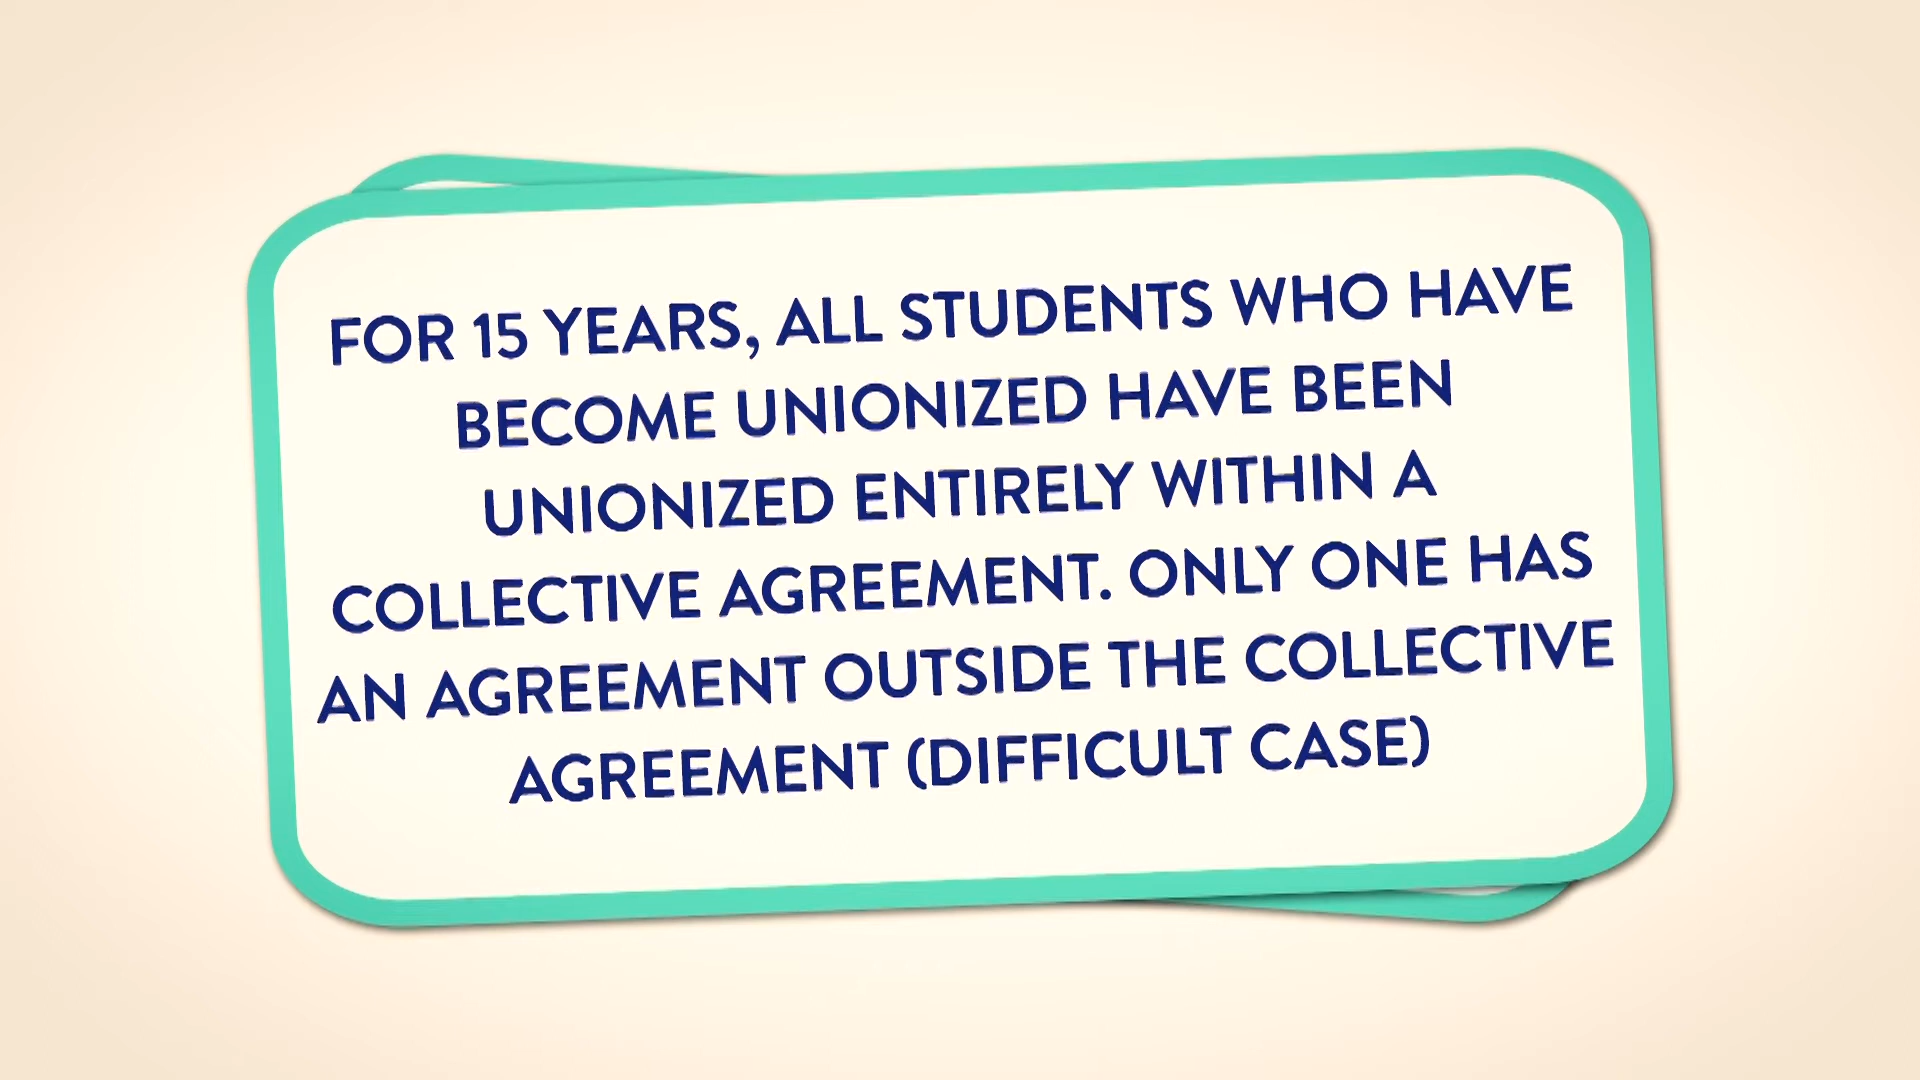 FOR 15 YEARS, ALL STUDENTS WHO HAVE
BECOME UNIONIZED HAVE BEEN
UNIONIZED ENTIRELY WITHIN A
COLLECTIVE AGREEMENT. ONLY ONE HAS
AN AGREEMENT OUTSIDE THE COLLECTIVE
AGREEMENT (DIFFICULT CASE)